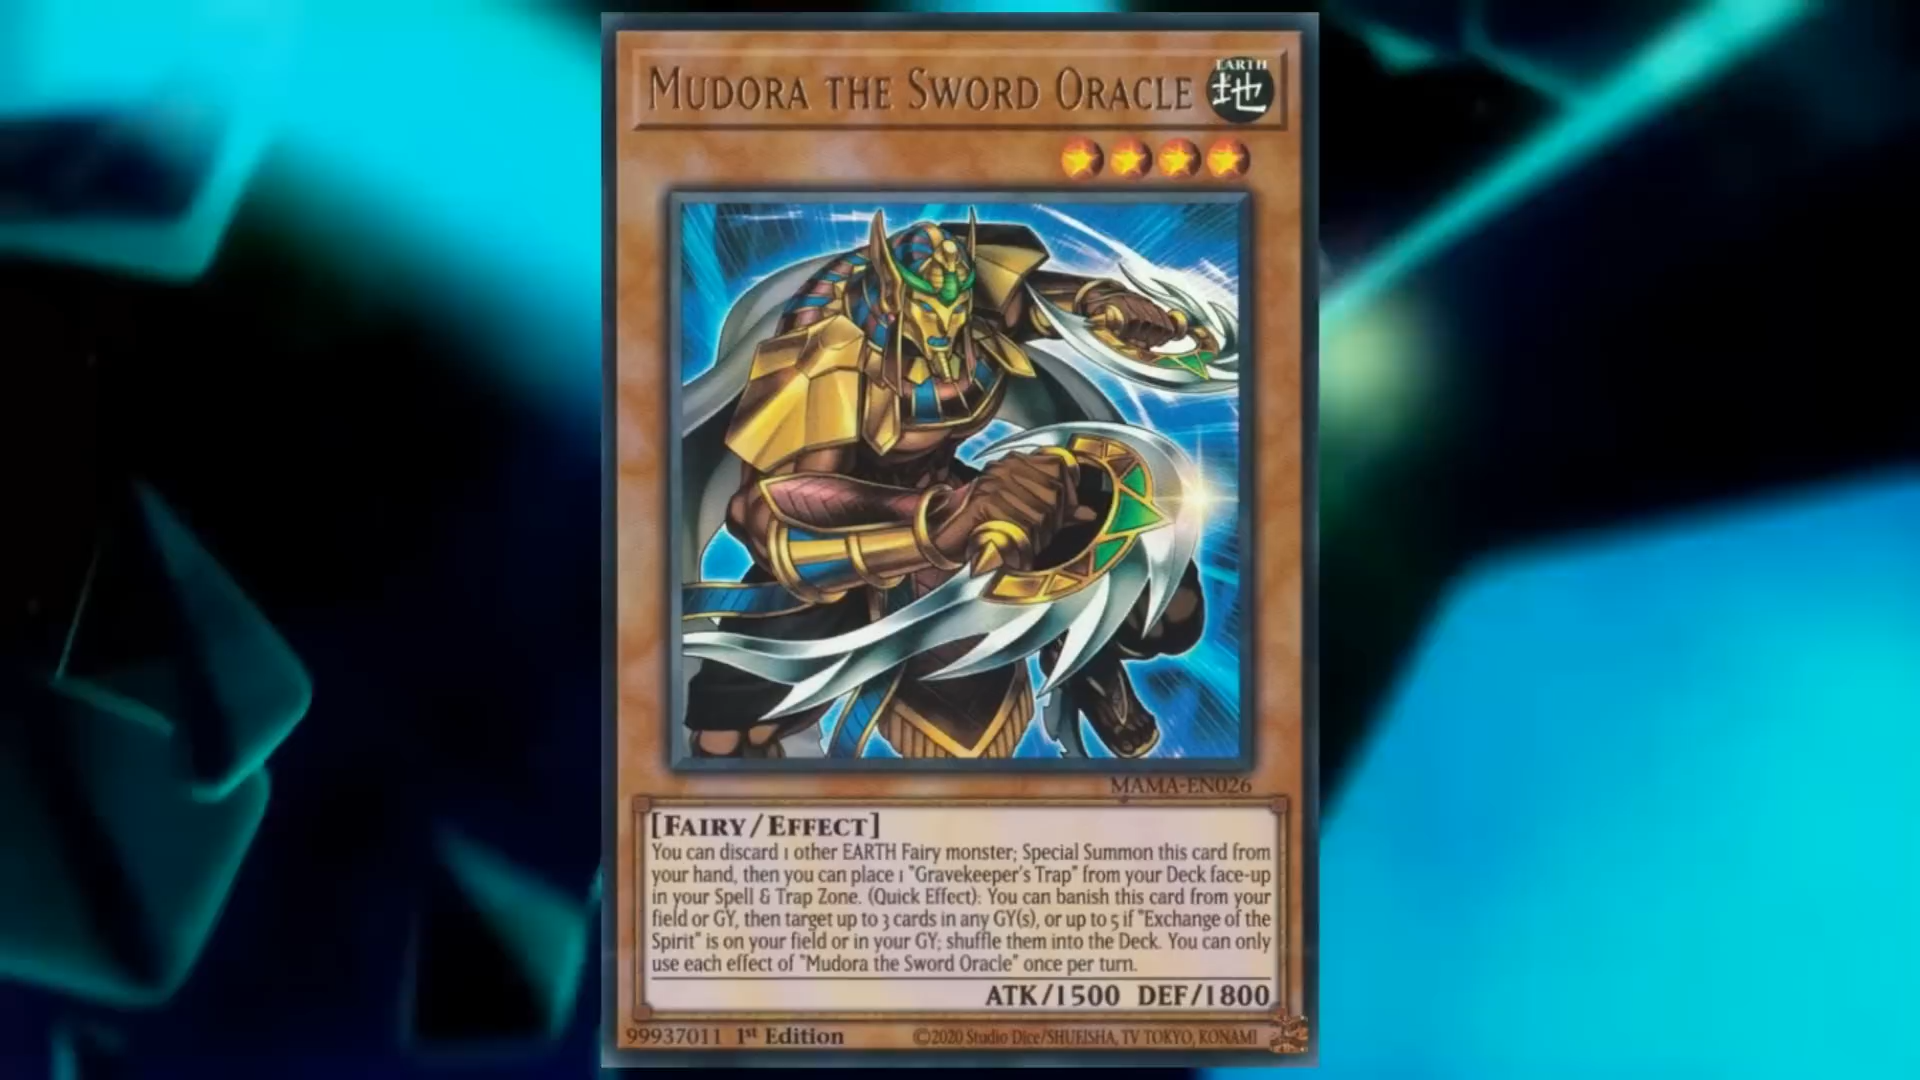 Mudora the Sword Oracle
EARTH
地
MAMA-EN026
[Fairy/Effect]
You can discard 1 other EARTH Fairy monster; Special Summon this card from
your hand, then you can place 1 "Gravekeeper's Trap" from your Deck face-up
in your Spell & Trap Zone. (Quick Effect): You can banish this card from your
field or GY, then target up to 3 cards in any GY(s), or up to 5 if "Exchange of the
Spirit" is on your field or in your GY; shuffle them into the Deck. You can only
use each effect of "Mudora the Sword Oracle" once per turn.
ATK/1500 DEF/1800
99937011 1st Edition
©2020 Studio Dice/SHUEISHA, TV TOKYO, KONAMI